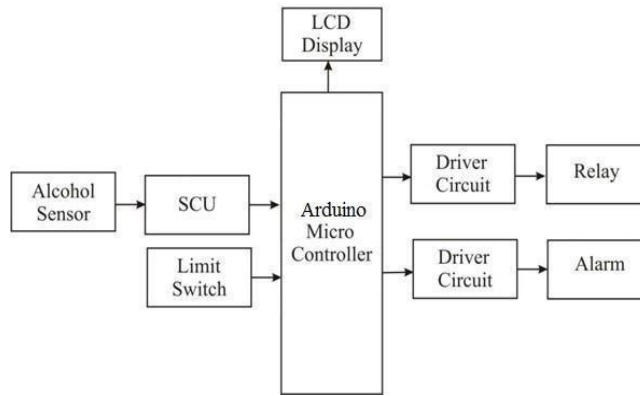 LCD
Display
Alcohol
Sensor
SCU
Limit
Switch
Arduino
Micro
Controller
Driver
Circuit
Relay
Driver
Circuit
Alarm